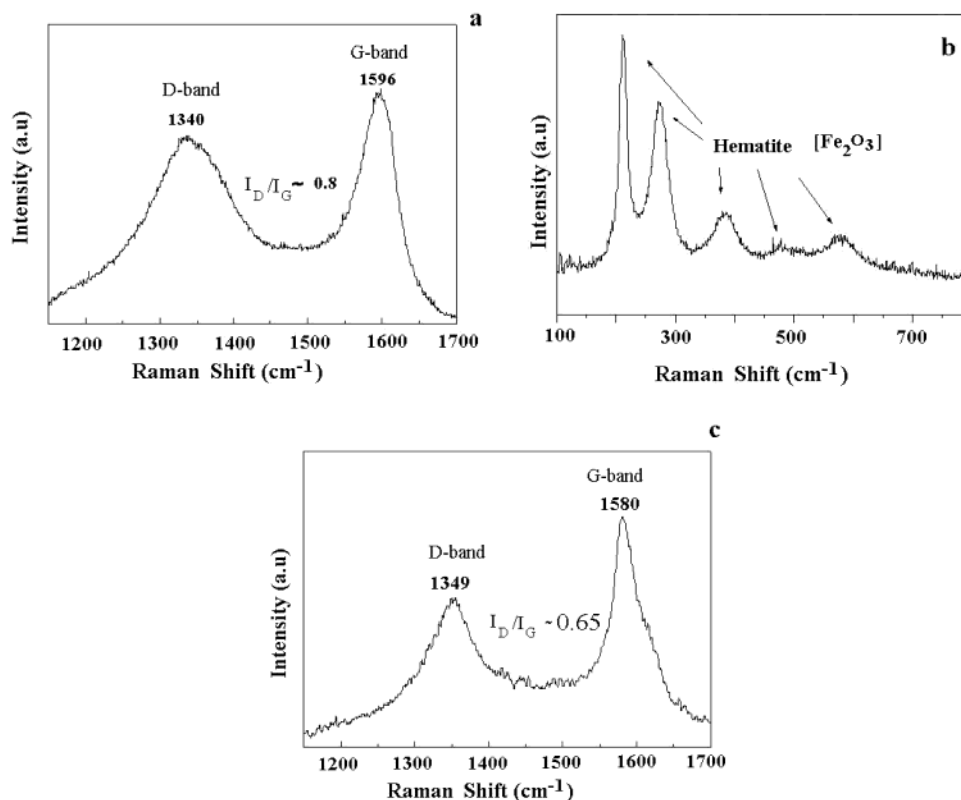 a
G-band
1596
D-band
1340
I_D/I_G ~ 0.8
Intensity (a.u)
1200 1300 1400 1500 1600 1700
Raman Shift (cm⁻¹)
b
Hematite [Fe₂O₃]
Intensity (a.u)
100 300 500 700
Raman Shift (cm⁻¹)
c
G-band
1580
D-band
1349
I_D/I_G ~0.65
Intensity (a.u)
1200 1300 1400 1500 1600 1700
Raman Shift (cm⁻¹)